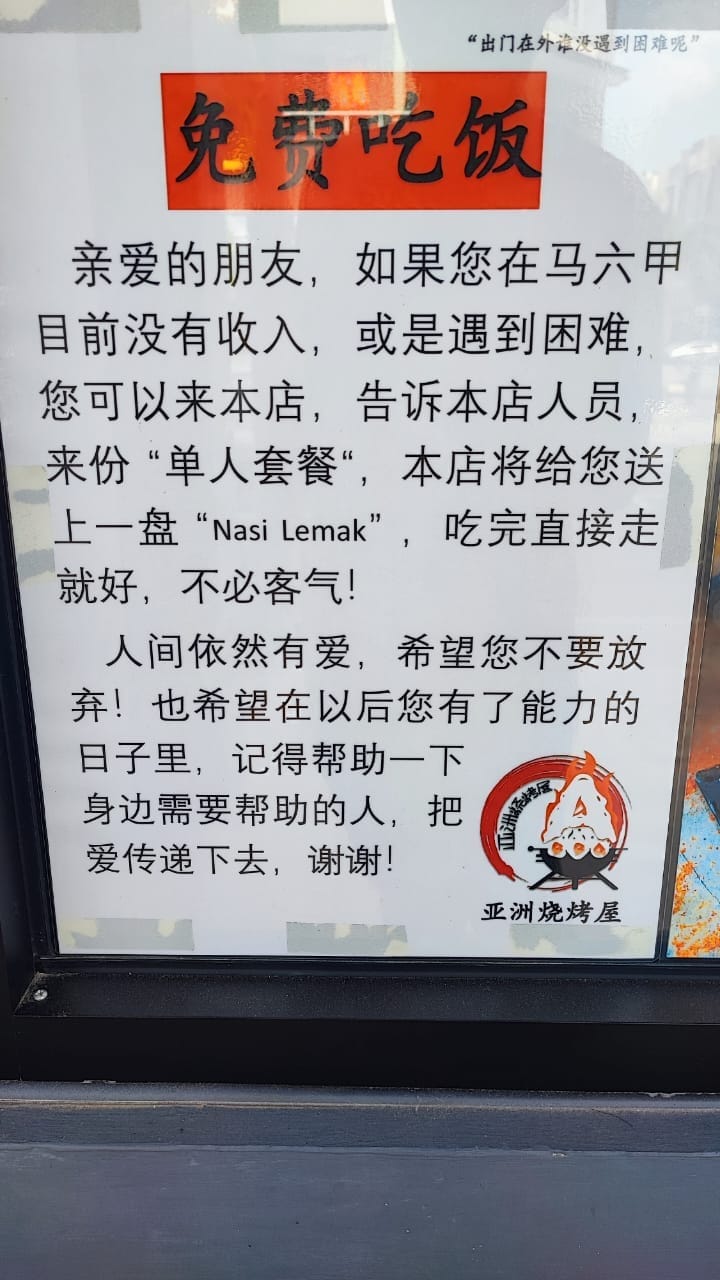 “出门在外谁没遇到困难呢”
免费吃饭
亲爱的朋友，如果您在马六甲
目前没有收入，或是遇到困难，
您可以来本店，告诉本店人员，
来份“单人套餐“，本店将给您送
上一盘“Nasi Lemak”，吃完直接走
就好，不必客气！
人间依然有爱，希望您不要放
弃！也希望在以后您有了能力的
日子里，记得帮助一下
身边需要帮助的人，把
爱传递下去，谢谢！
亚洲烧烤屋
亚洲烧烤屋